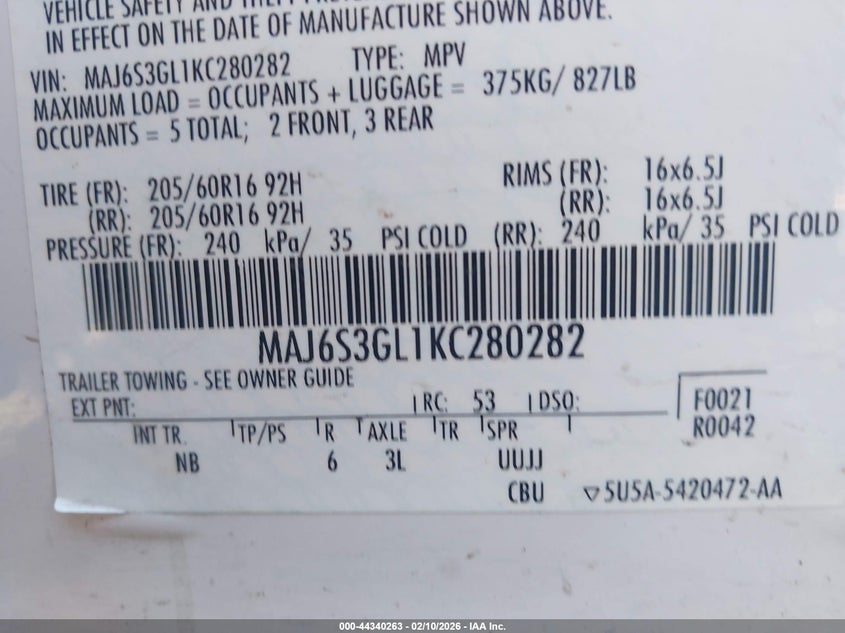 VEHICLE SAFETY AND THEFT
IN EFFECT ON THE DATE OF MANUFACTURE SHOWN ABOVE.
VIN: MAJ6S3GL1KC280282 TYPE: MPV
MAXIMUM LOAD = OCCUPANTS + LUGGAGE = 375KG/ 827LB
OCCUPANTS = 5 TOTAL; 2 FRONT, 3 REAR
TIRE (FR): 205/60R16 92H RIMS (FR): 16x6.5J
(RR): 205/60R16 92H (RR): 16x6.5J
PRESSURE (FR): 240 kPa/ 35 PSI COLD (RR): 240 kPa/ 35 PSI COLD
MAJ6S3GL1KC280282
TRAILER TOWING - SEE OWNER GUIDE
EXT PNT: RC: 53 DSO: F0021
R0042
INT TR. TP/PS R AXLE TR SPR
NB 6 3L UUJJ
CBU ▽5U5A-5420472-AA
000-44340263 - 02/10/2026 - IAA Inc.